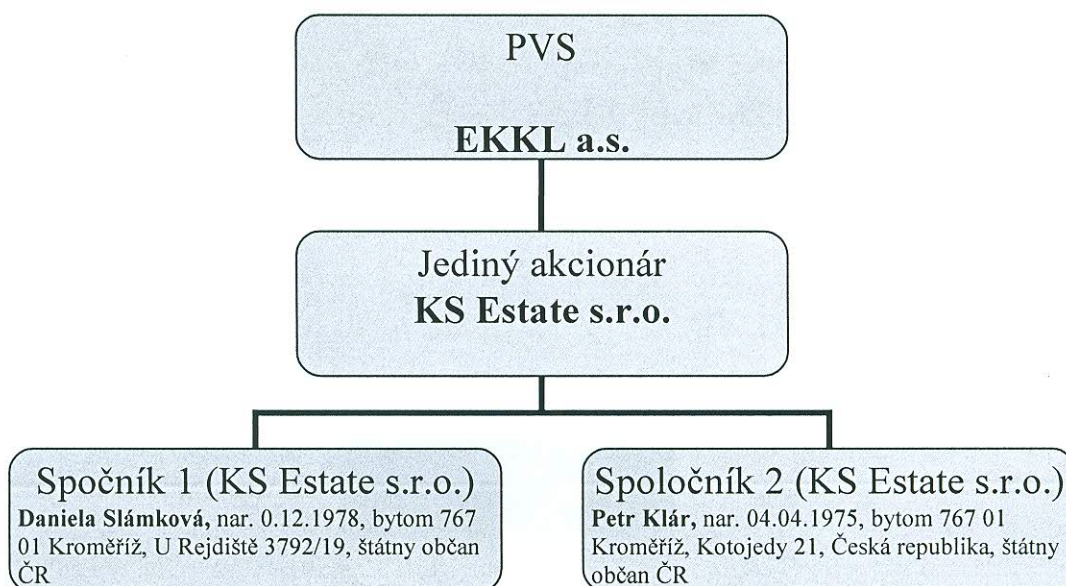 PVS
EKKL a.s.
Jediný akcionár
KS Estate s.r.o.
Spočník 1 (KS Estate s.r.o.)
Daniela Slámková, nar. 0.12.1978, bytom 767
01 Kroměříž, U Rejdiště 3792/19, štátny občan
ČR
Spoločník 2 (KS Estate s.r.o.)
Petr Klár, nar. 04.04.1975, bytom 767 01
Kroměříž, Kotojedy 21, Česká republika, štátny
občan ČR